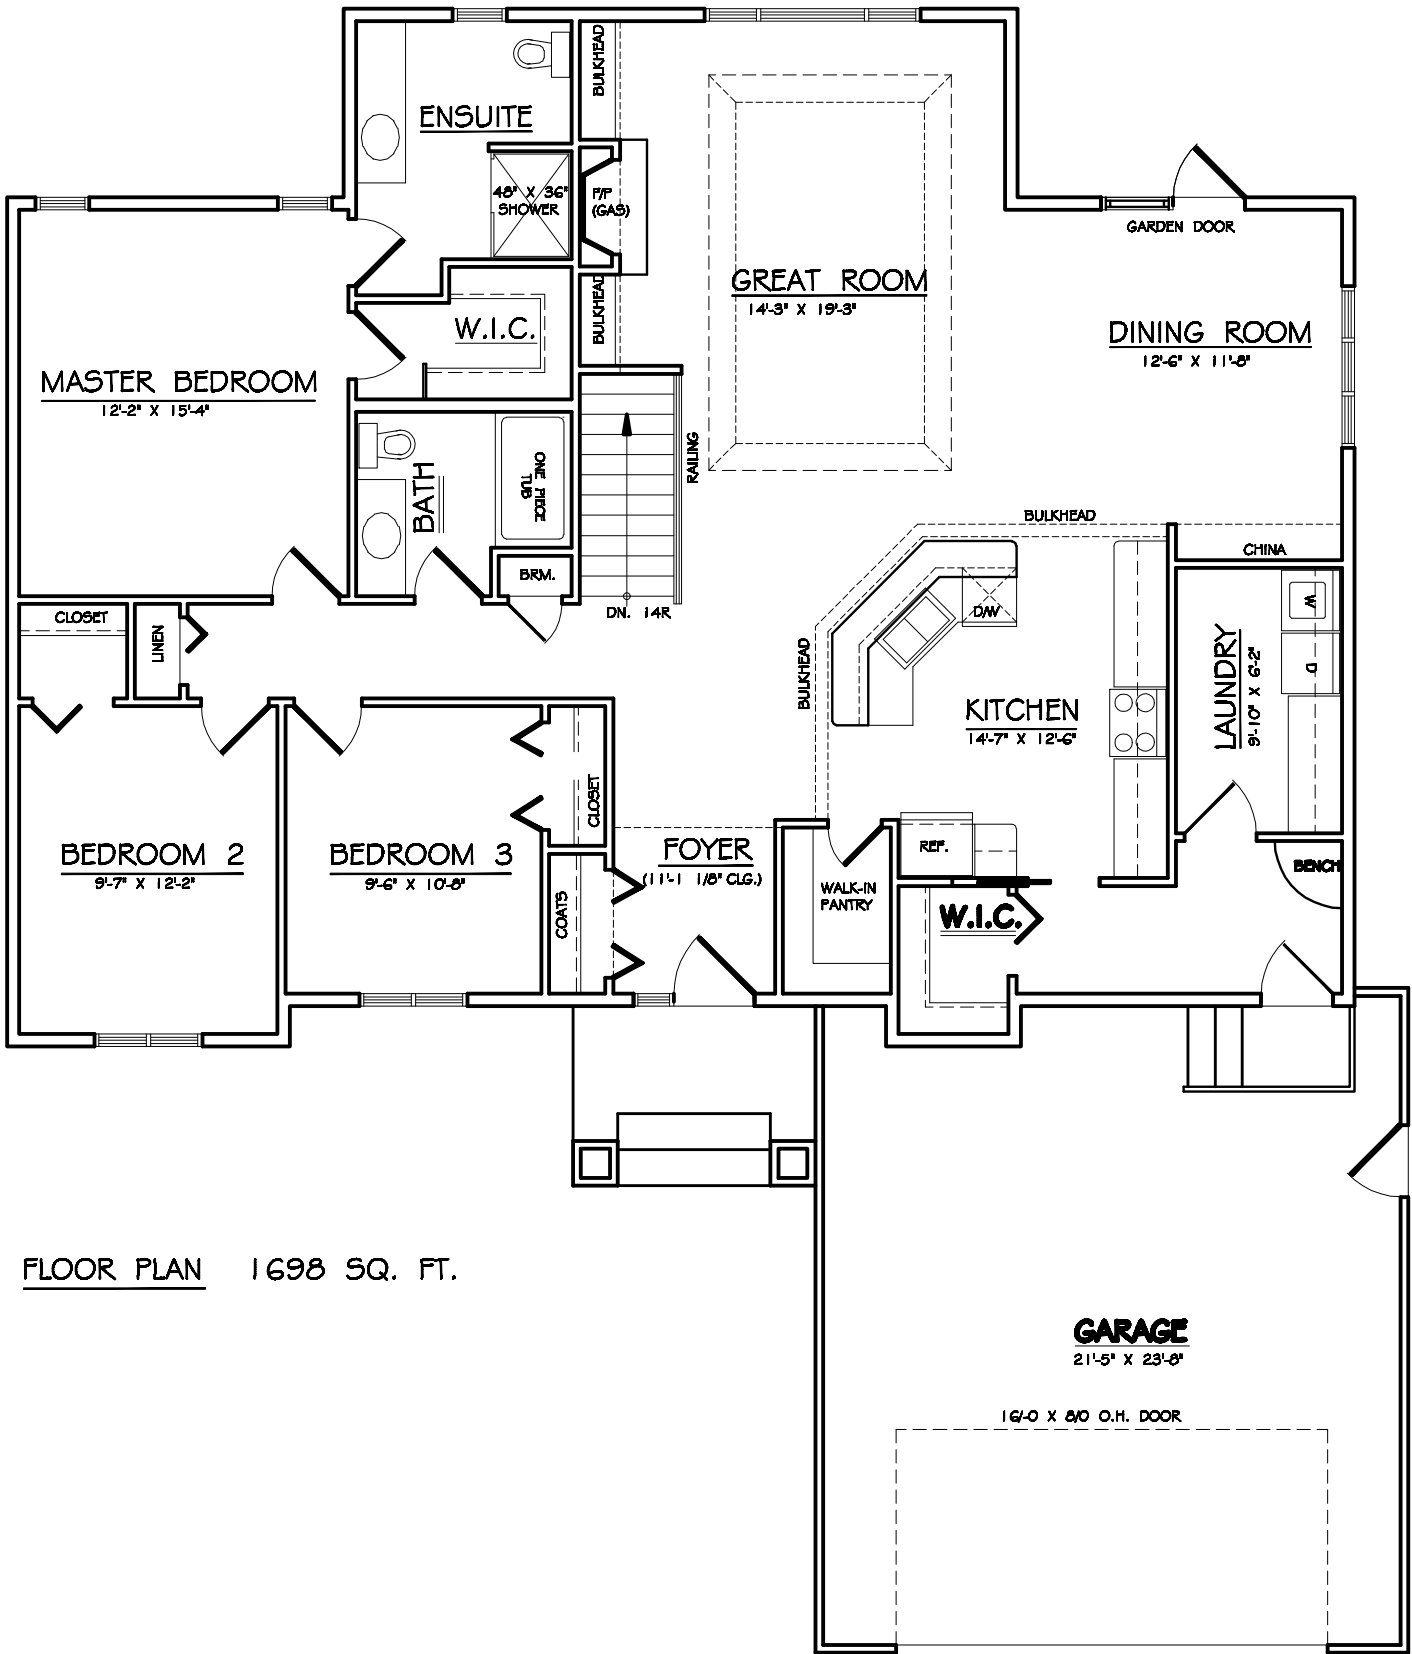 BULKHEAD
ENSUITE
48" X 36"
SHOWER
F/P
(GAS)
GARDEN DOOR
GREAT ROOM
14'-3" X 19'-3"
BULKHEAD
W.I.C.
DINING ROOM
12'-6" X 11'-8"
MASTER BEDROOM
12'-2" X 15'-4"
BATH
ONE PIECE
TUB
RAILING
BULKHEAD
CHINA
BRM.
DN. 14R
D/W
W
D
CLOSET
LINEN
BULKHEAD
LAUNDRY
9'-10" X 6'-2"
KITCHEN
14'-7" X 12'-6"
CLOSET
BEDROOM 2
9'-7" X 12'-2"
BEDROOM 3
9'-6" X 10'-8"
FOYER
(11'-1 1/8" CLG.)
REF.
BENCH
COATS
WALK-IN
PANTRY
W.I.C.
FLOOR PLAN 1698 SQ. FT.
GARAGE
21'-5" X 23'-8"
16/-0 X 8/0 O.H. DOOR